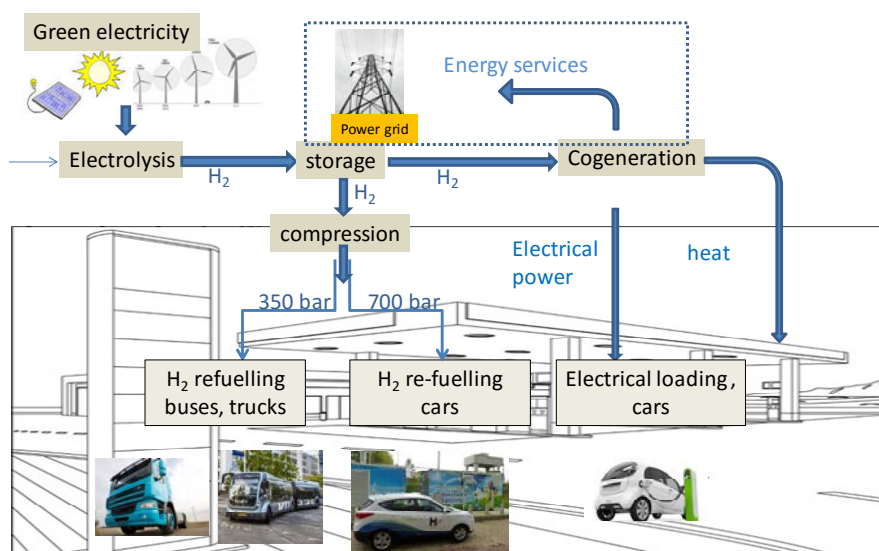 Green electricity
Energy services
Power grid
Electrolysis
H2
storage
H2
Cogeneration
H2
compression
Electrical
power
heat
350 bar
700 bar
H2 refuelling
buses, trucks
H2 re-fuelling
cars
Electrical loading,
cars
H